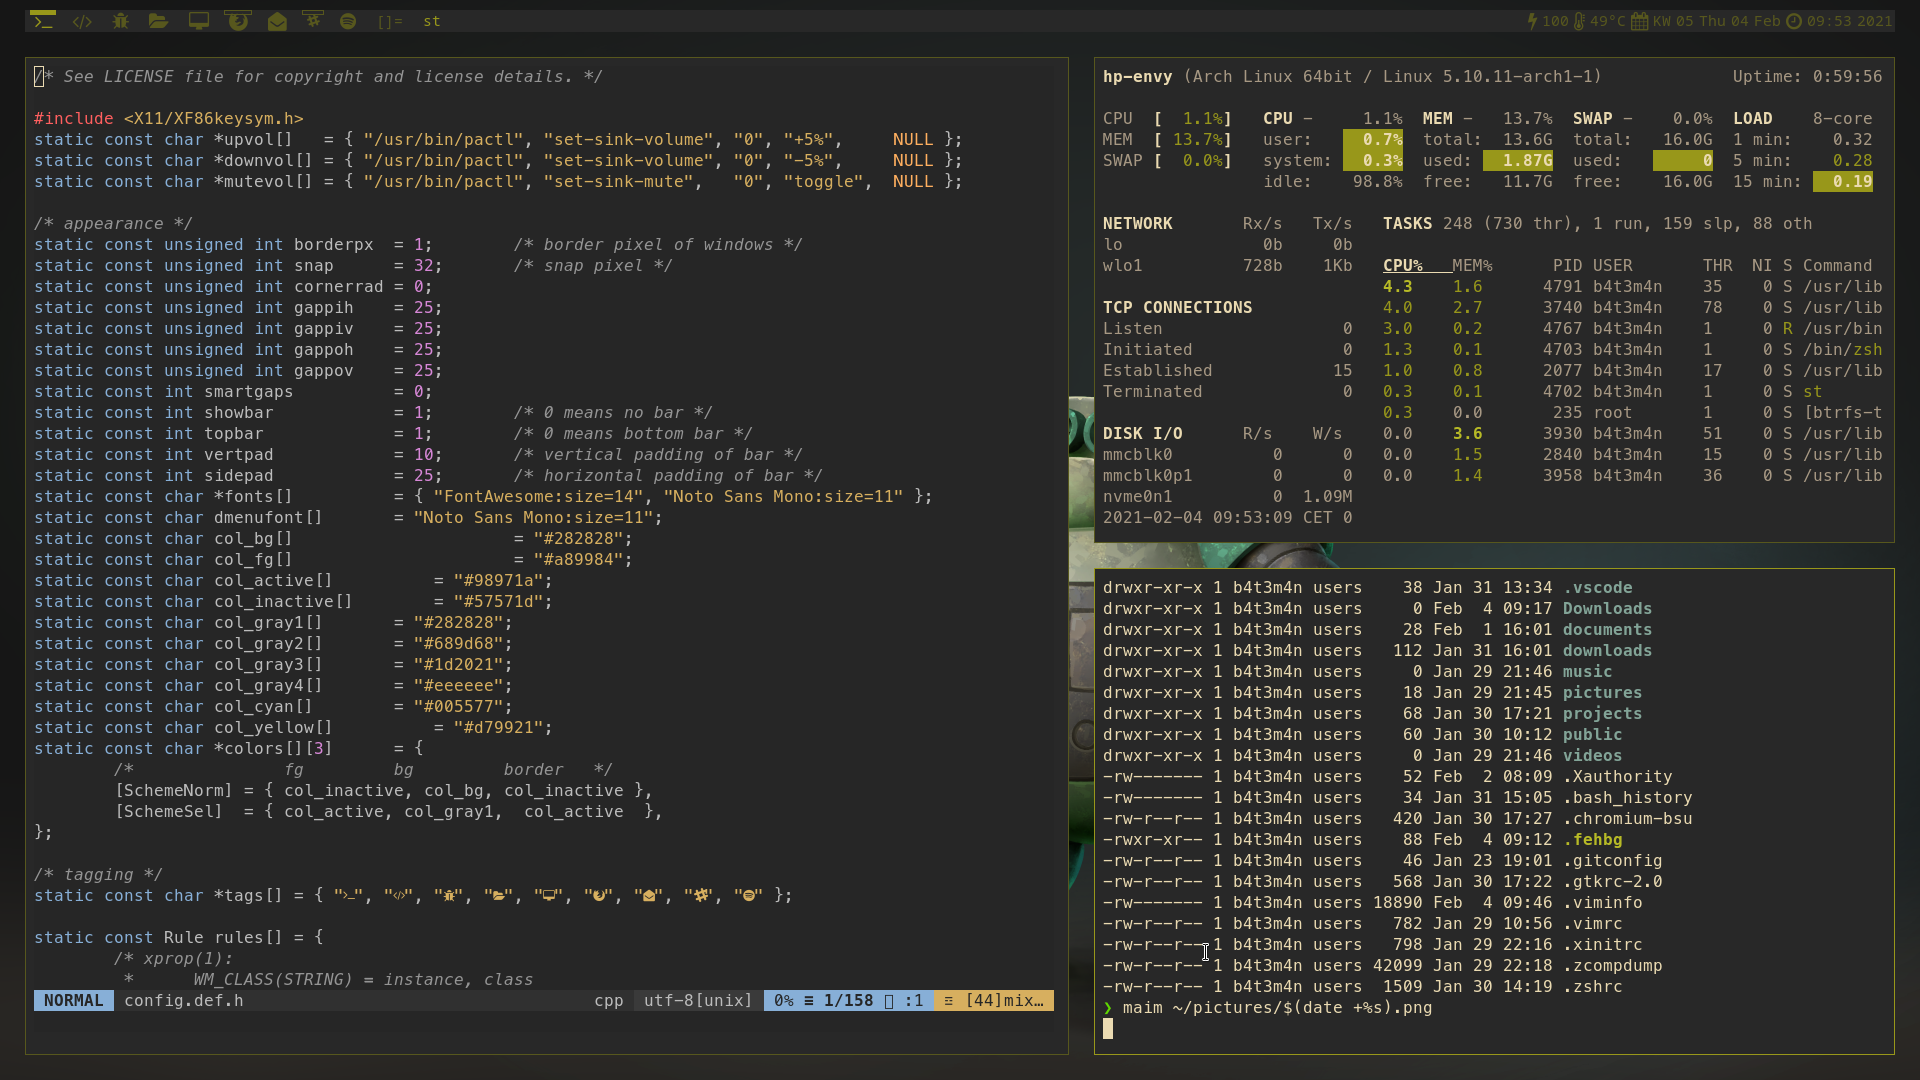 []= st 100 49°C KW 05 Thu 04 Feb 09:53 2021
/* See LICENSE file for copyright and license details. */
#include <X11/XF86keysym.h>
static const char *upvol[]   = { "/usr/bin/pactl", "set-sink-volume", "0", "+5%",     NULL };
static const char *downvol[] = { "/usr/bin/pactl", "set-sink-volume", "0", "-5%",     NULL };
static const char *mutevol[] = { "/usr/bin/pactl", "set-sink-mute",   "0", "toggle",  NULL };
/* appearance */
static const unsigned int borderpx  = 1;        /* border pixel of windows */
static const unsigned int snap      = 32;       /* snap pixel */
static const unsigned int cornerrad = 0;
static const unsigned int gappih    = 25;
static const unsigned int gappiv    = 25;
static const unsigned int gappoh    = 25;
static const unsigned int gappov    = 25;
static const int smartgaps          = 0;
static const int showbar            = 1;        /* 0 means no bar */
static const int topbar             = 1;        /* 0 means bottom bar */
static const int vertpad            = 10;       /* vertical padding of bar */
static const int sidepad            = 25;       /* horizontal padding of bar */
static const char *fonts[]          = { "FontAwesome:size=14", "Noto Sans Mono:size=11" };
static const char dmenufont[]       = "Noto Sans Mono:size=11";
static const char col_bg[]                      = "#282828";
static const char col_fg[]                      = "#a89984";
static const char col_active[]          = "#98971a";
static const char col_inactive[]        = "#57571d";
static const char col_gray1[]       = "#282828";
static const char col_gray2[]       = "#689d68";
static const char col_gray3[]       = "#1d2021";
static const char col_gray4[]       = "#eeeeee";
static const char col_cyan[]        = "#005577";
static const char col_yellow[]          = "#d79921";
static const char *colors[][3]      = {
        /*               fg         bg         border   */
        [SchemeNorm] = { col_inactive, col_bg, col_inactive },
        [SchemeSel]  = { col_active, col_gray1,  col_active  },
};
/* tagging */
static const char *tags[] = { "", "", "", "", "", "", "", "", "" };
static const Rule rules[] = {
        /* xprop(1):
         *      WM_CLASS(STRING) = instance, class
NORMAL config.def.h cpp utf-8[unix] 0% ≡ 1/158 :1 [44]mix…
hp-envy (Arch Linux 64bit / Linux 5.10.11-arch1-1) Uptime: 0:59:56
CPU  [  1.1%]   CPU -     1.1%  MEM -   13.7%  SWAP -    0.0%  LOAD    8-core
MEM  [ 13.7%]   user:     0.7%  total:  13.6G  total:   16.0G  1 min:    0.32
SWAP [  0.0%]   system:   0.3%  used:   1.87G  used:        0  5 min:    0.28
idle:    98.8%  free:   11.7G  free:    16.0G  15 min:   0.19
NETWORK       Rx/s   Tx/s   TASKS 248 (730 thr), 1 run, 159 slp, 88 oth
lo              0b     0b
wlo1          728b    1Kb   CPU%   MEM%      PID USER       THR  NI S Command
4.3    1.6      4791 b4t3m4n    35    0 S /usr/lib
TCP CONNECTIONS             4.0    2.7      3740 b4t3m4n    78    0 S /usr/lib
Listen                  0   3.0    0.2      4767 b4t3m4n    1     0 R /usr/bin
Initiated               0   1.3    0.1      4703 b4t3m4n    1     0 S /bin/zsh
Established            15   1.0    0.8      2077 b4t3m4n    17    0 S /usr/lib
Terminated              0   0.3    0.1      4702 b4t3m4n    1     0 S st
0.3    0.0       235 root       1     0 S [btrfs-t
DISK I/O      R/s    W/s    0.0    3.6      3930 b4t3m4n    51    0 S /usr/lib
mmcblk0          0      0   0.0    1.5      2840 b4t3m4n    15    0 S /usr/lib
mmcblk0p1        0      0   0.0    1.4      3958 b4t3m4n    36    0 S /usr/lib
nvme0n1          0  1.09M
2021-02-04 09:53:09 CET 0
drwxr-xr-x 1 b4t3m4n users    38 Jan 31 13:34 .vscode
drwxr-xr-x 1 b4t3m4n users     0 Feb  4 09:17 Downloads
drwxr-xr-x 1 b4t3m4n users    28 Feb  1 16:01 documents
drwxr-xr-x 1 b4t3m4n users   112 Jan 31 16:01 downloads
drwxr-xr-x 1 b4t3m4n users     0 Jan 29 21:46 music
drwxr-xr-x 1 b4t3m4n users    18 Jan 29 21:45 pictures
drwxr-xr-x 1 b4t3m4n users    68 Jan 30 17:21 projects
drwxr-xr-x 1 b4t3m4n users    60 Jan 30 10:12 public
drwxr-xr-x 1 b4t3m4n users     0 Jan 29 21:46 videos
-rw------- 1 b4t3m4n users    52 Feb  2 08:09 .Xauthority
-rw------- 1 b4t3m4n users    34 Jan 31 15:05 .bash_history
-rw-r--r-- 1 b4t3m4n users   420 Jan 30 17:27 .chromium-bsu
-rwxr-xr-- 1 b4t3m4n users    88 Feb  4 09:12 .fehbg
-rw-r--r-- 1 b4t3m4n users    46 Jan 23 19:01 .gitconfig
-rw-r--r-- 1 b4t3m4n users   568 Jan 30 17:22 .gtkrc-2.0
-rw------- 1 b4t3m4n users 18890 Feb  4 09:46 .viminfo
-rw-r--r-- 1 b4t3m4n users   782 Jan 29 10:56 .vimrc
-rw-r--r-- 1 b4t3m4n users   798 Jan 29 22:16 .xinitrc
-rw-r--r-- 1 b4t3m4n users 42099 Jan 29 22:18 .zcompdump
-rw-r--r-- 1 b4t3m4n users  1509 Jan 30 14:19 .zshrc
❯ maim ~/pictures/$(date +%s).png